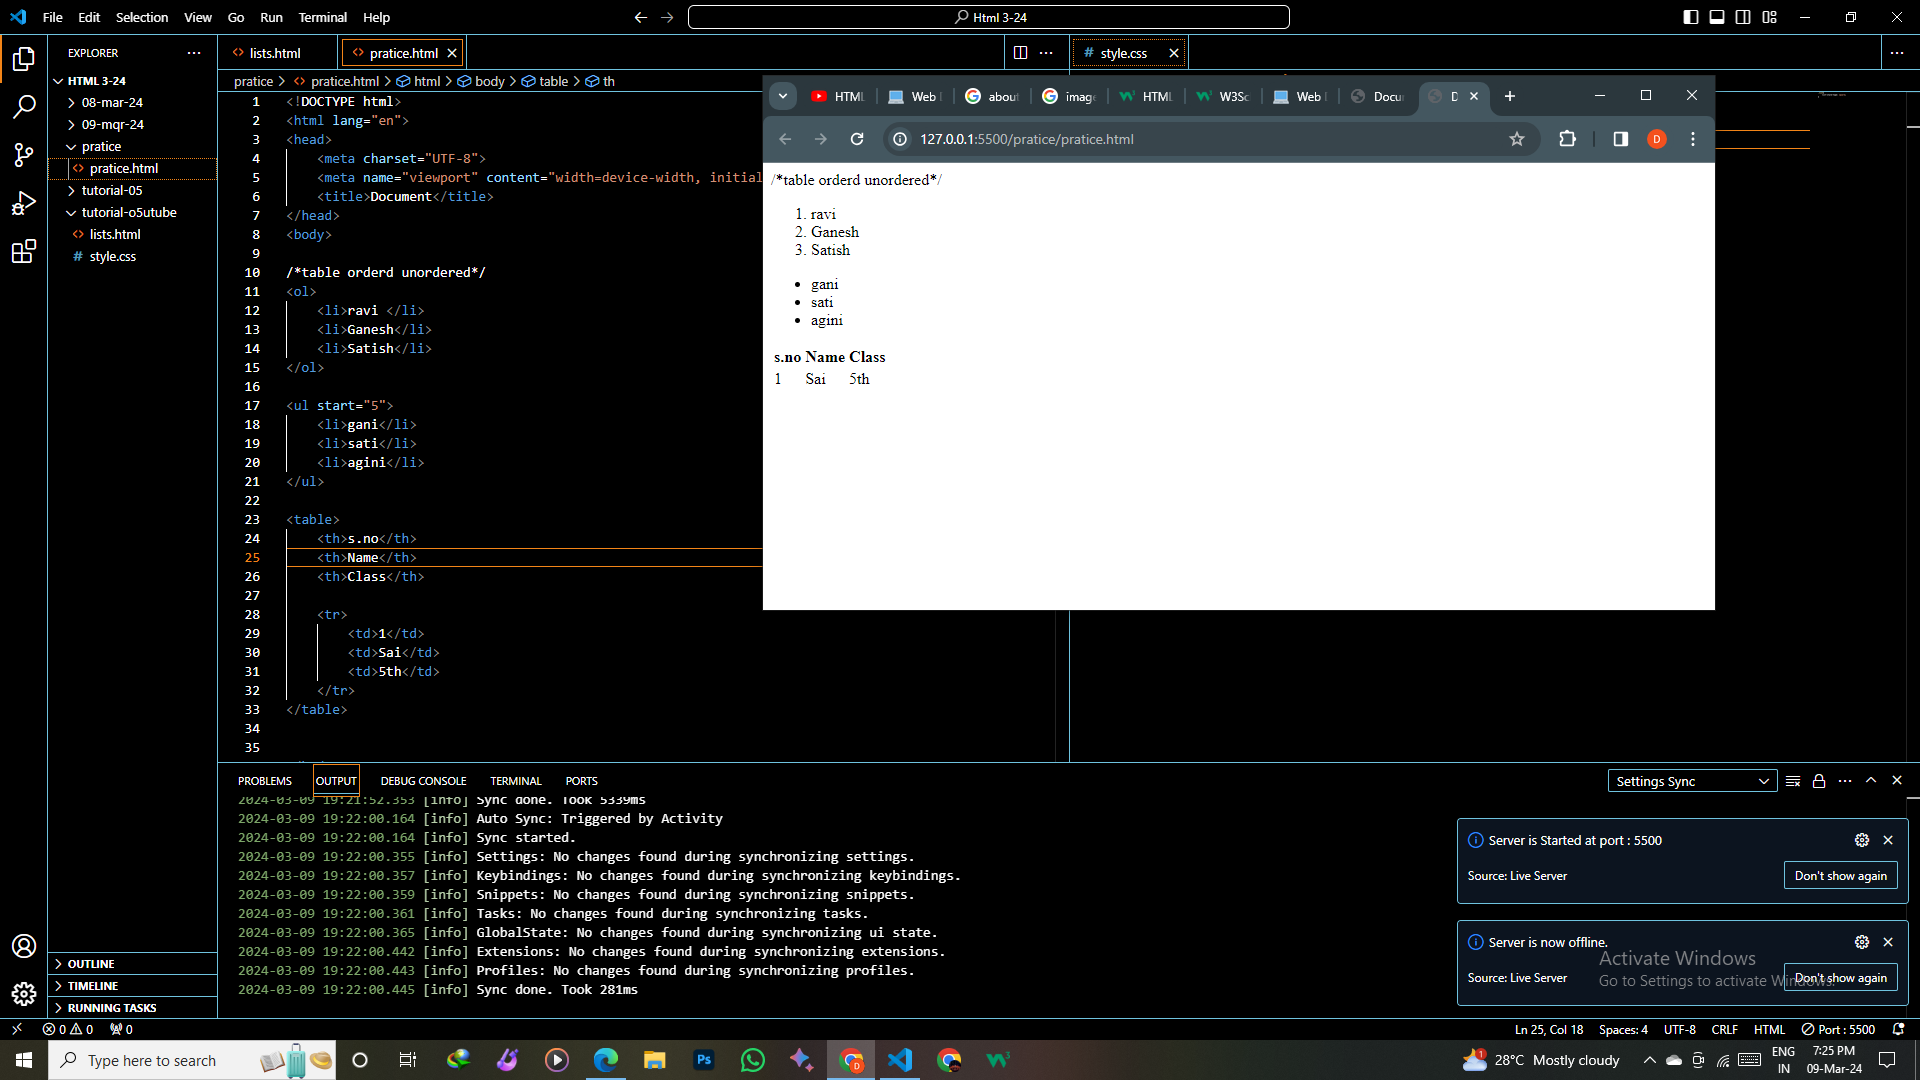 File Edit Selection View Go Run Terminal Help
Html 3-24
EXPLORER
HTML 3-24
08-mar-24
09-mqr-24
pratice
pratice.html
tutorial-05
tutorial-o5utube
lists.html
style.css
OUTLINE
TIMELINE
RUNNING TASKS
lists.html
pratice.html
style.css
pratice > pratice.html > html > body > table > th
1 <!DOCTYPE html>
2 <html lang="en">
3 <head>
4 <meta charset="UTF-8">
5 <meta name="viewport" content="width=device-width, initial
6 <title>Document</title>
7 </head>
8 <body>
9
10 /*table orderd unordered*/
11 <ol>
12 <li>ravi </li>
13 <li>Ganesh</li>
14 <li>Satish</li>
15 </ol>
16
17 <ul start="5">
18 <li>gani</li>
19 <li>sati</li>
20 <li>agini</li>
21 </ul>
22
23 <table>
24 <th>s.no</th>
25 <th>Name</th>
26 <th>Class</th>
27
28 <tr>
29 <td>1</td>
30 <td>Sai</td>
31 <td>5th</td>
32 </tr>
33 </table>
34
35
HTML Web abou image HTML W3Sc Web Docu D
127.0.0.1:5500/pratice/pratice.html
D
/*table orderd unordered*/
1. ravi
2. Ganesh
3. Satish
• gani
• sati
• agini
s.no Name Class
1 Sai 5th
PROBLEMS OUTPUT DEBUG CONSOLE TERMINAL PORTS
Settings Sync
2024-03-09 19:21:52.353 [info] Sync done. Took 5339ms
2024-03-09 19:22:00.164 [info] Auto Sync: Triggered by Activity
2024-03-09 19:22:00.164 [info] Sync started.
2024-03-09 19:22:00.355 [info] Settings: No changes found during synchronizing settings.
2024-03-09 19:22:00.357 [info] Keybindings: No changes found during synchronizing keybindings.
2024-03-09 19:22:00.359 [info] Snippets: No changes found during synchronizing snippets.
2024-03-09 19:22:00.361 [info] Tasks: No changes found during synchronizing tasks.
2024-03-09 19:22:00.365 [info] GlobalState: No changes found during synchronizing ui state.
2024-03-09 19:22:00.442 [info] Extensions: No changes found during synchronizing extensions.
2024-03-09 19:22:00.443 [info] Profiles: No changes found during synchronizing profiles.
2024-03-09 19:22:00.445 [info] Sync done. Took 281ms
Server is Started at port : 5500
Source: Live Server
Don't show again
Server is now offline.
Source: Live Server
Don't show again
Activate Windows
Go to Settings to activate Windows.
0 0 0
Ln 25, Col 18 Spaces: 4 UTF-8 CRLF HTML Port : 5500
Type here to search
Ps
D
1
28°C Mostly cloudy
ENG
IN
7:25 PM
09-Mar-24